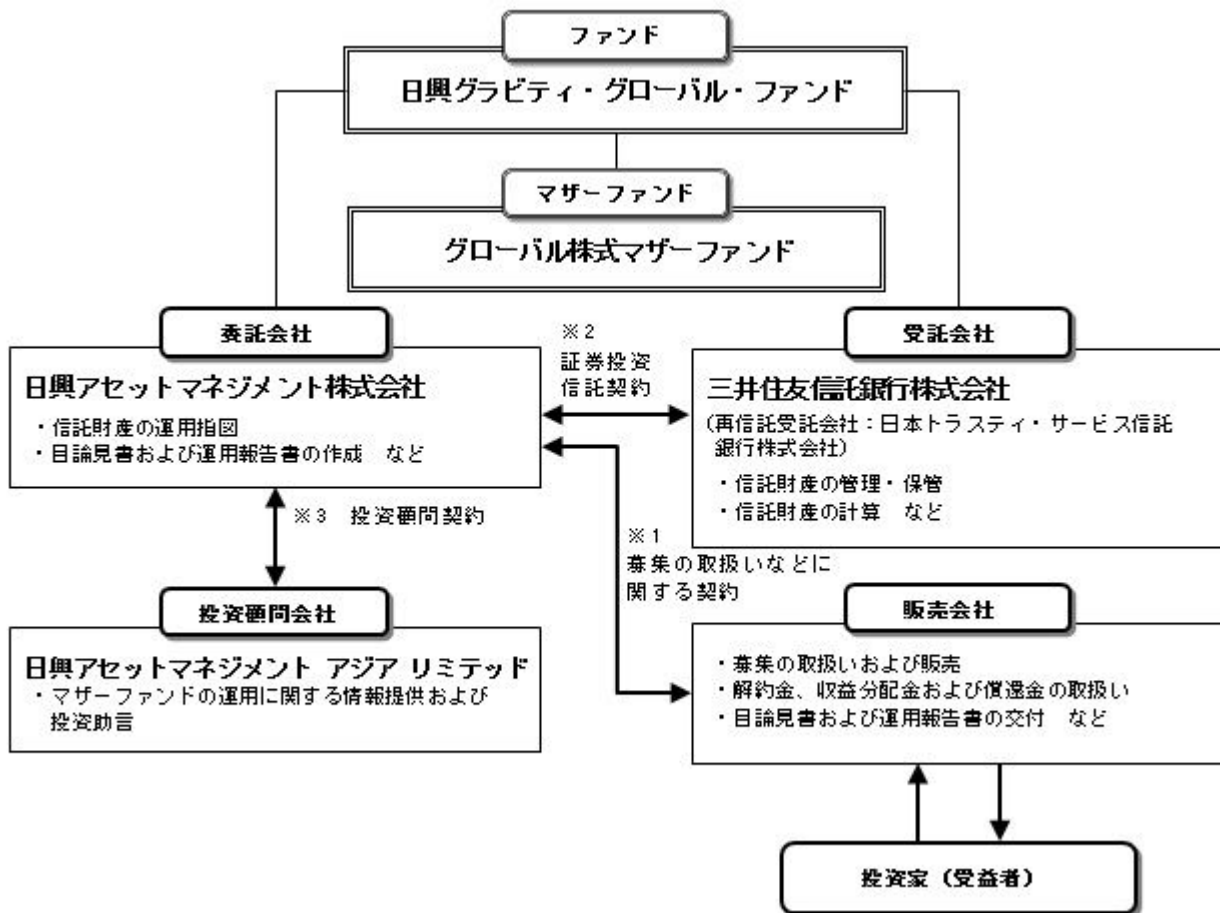 ファンド
日興グラビティ・グローバル・ファンド
マザーファンド
グローバル株式マザーファンド
委託会社
日興アセットマネジメント株式会社
・信託財産の運用指図
・目論見書および運用報告書の作成　など
※2
証券投資
信託契約
受託会社
三井住友信託銀行株式会社
(再信託受託会社：日本トラスティ・サービス信託
銀行株式会社)
・信託財産の管理・保管
・信託財産の計算　など
※3　投資顧問契約
※1
募集の取扱いなどに
関する契約
投資顧問会社
日興アセットマネジメント アジア リミテッド
・マザーファンドの運用に関する情報提供および
投資助言
販売会社
・募集の取扱いおよび販売
・解約金、収益分配金および償還金の取扱い
・目論見書および運用報告書の交付　など
投資家（受益者）